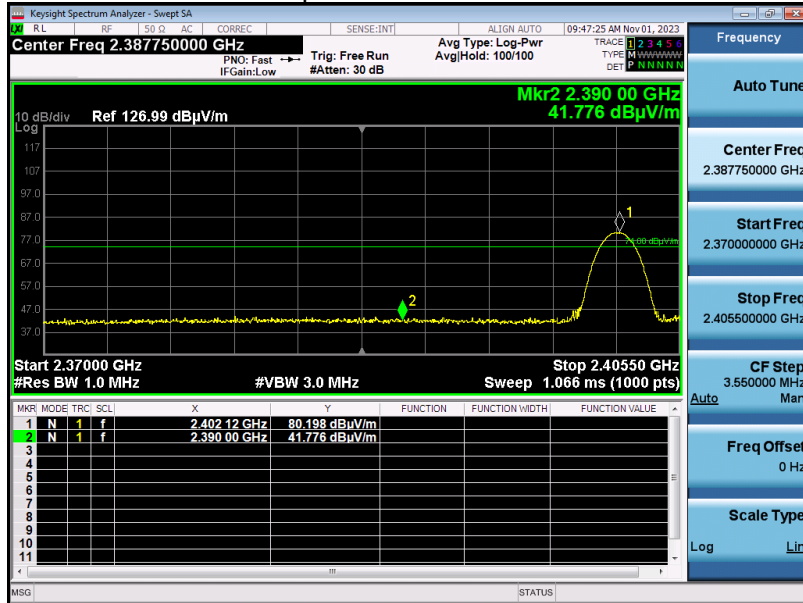 Keysight Spectrum Analyzer - Swept SA
RL RF 50 Ω AC CORREC SENSE:INT ALIGN AUTO 09:47:25 AM Nov 01, 2023
Center Freq 2.387750000 GHz
PNO: Fast
IFGain:Low
Trig: Free Run
#Atten: 30 dB
Avg Type: Log-Pwr
Avg|Hold: 100/100
TRACE 1 2 3 4 5 6
TYPE M WWWWW
DET P N N N N N
Mkr2 2.390 00 GHz
41.776 dBµV/m
10 dB/div Ref 126.99 dBµV/m
Log
117
107
97.0
87.0
77.0
67.0
57.0
47.0
37.0
1
74.00 dBµV/m
2
Start 2.37000 GHz Stop 2.40550 GHz
#Res BW 1.0 MHz #VBW 3.0 MHz Sweep 1.066 ms (1000 pts)
MKR MODE TRC SCL X Y FUNCTION FUNCTION WIDTH FUNCTION VALUE
1 N 1 f 2.402 12 GHz 80.198 dBµV/m
2 N 1 f 2.390 00 GHz 41.776 dBµV/m
3
4
5
6
7
8
9
10
11
MSG STATUS
Frequency
Auto Tune
Center Freq
2.387750000 GHz
Start Freq
2.370000000 GHz
Stop Freq
2.405500000 GHz
CF Step
3.550000 MHz
Auto Man
Freq Offset
0 Hz
Scale Type
Log Lin